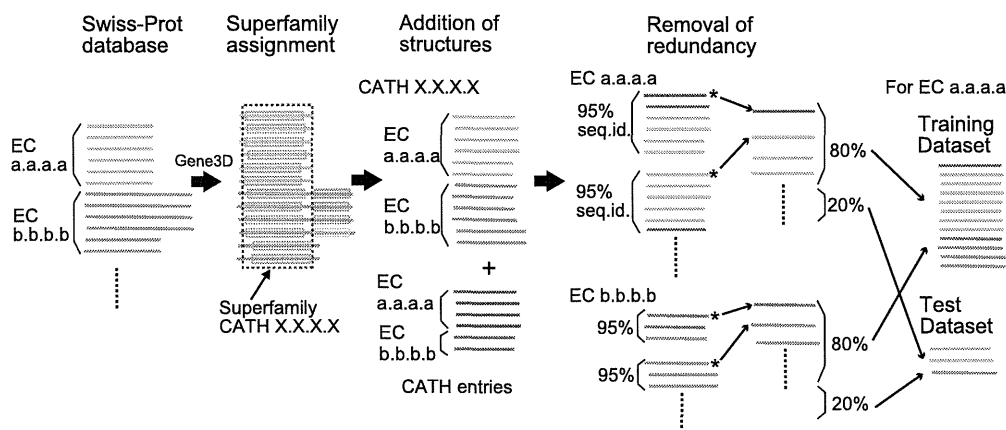 Swiss-Prot
database
Superfamily
assignment
Addition of
structures
Removal of
redundancy
EC
a.a.a.a
EC
b.b.b.b
Gene3D
Superfamily
CATH X.X.X.X
CATH X.X.X.X
EC
a.a.a.a
EC
b.b.b.b
+
EC
a.a.a.a
EC
b.b.b.b
CATH entries
EC a.a.a.a
95%
seq.id.
*
95%
seq.id.
*
80%
20%
EC b.b.b.b
95%
*
95%
*
80%
20%
For EC a.a.a.a
Training
Dataset
Test
Dataset